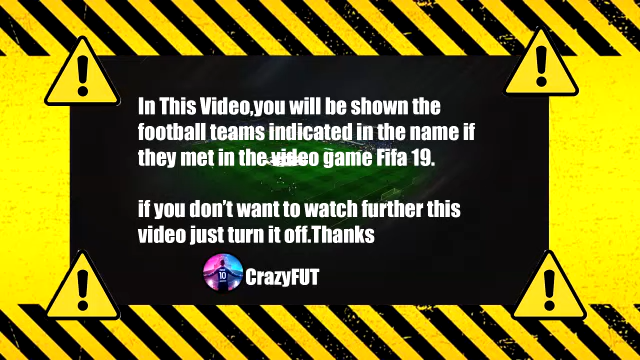 In This Video,you will be shown the
football teams indicated in the name if
they met in the video game Fifa 19.
if you don't want to watch further this
video just turn it off.Thanks
10
CrazyFUT